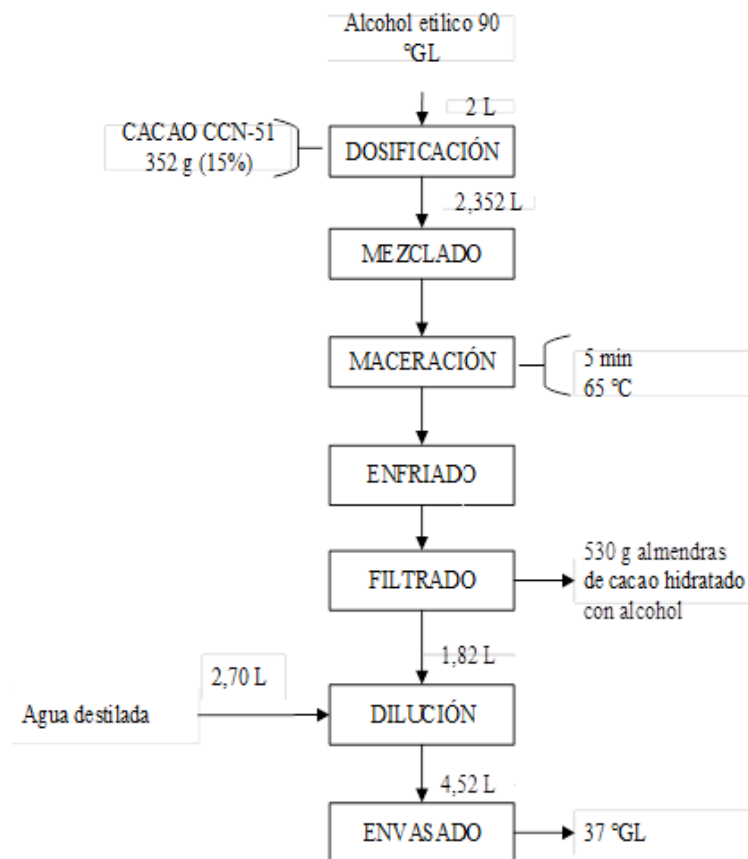 Alcohol etílico 90
°GL
2 L
CACAO CCN-51
352 g (15%)
DOSIFICACIÓN
2,352 L
MEZCLADO
MACERACIÓN
5 min
65 °C
ENFRIADO
FILTRADO
530 g almendras
de cacao hidratado
con alcohol
1,82 L
2,70 L
Agua destilada
DILUCIÓN
4,52 L
ENVASADO
37 °GL